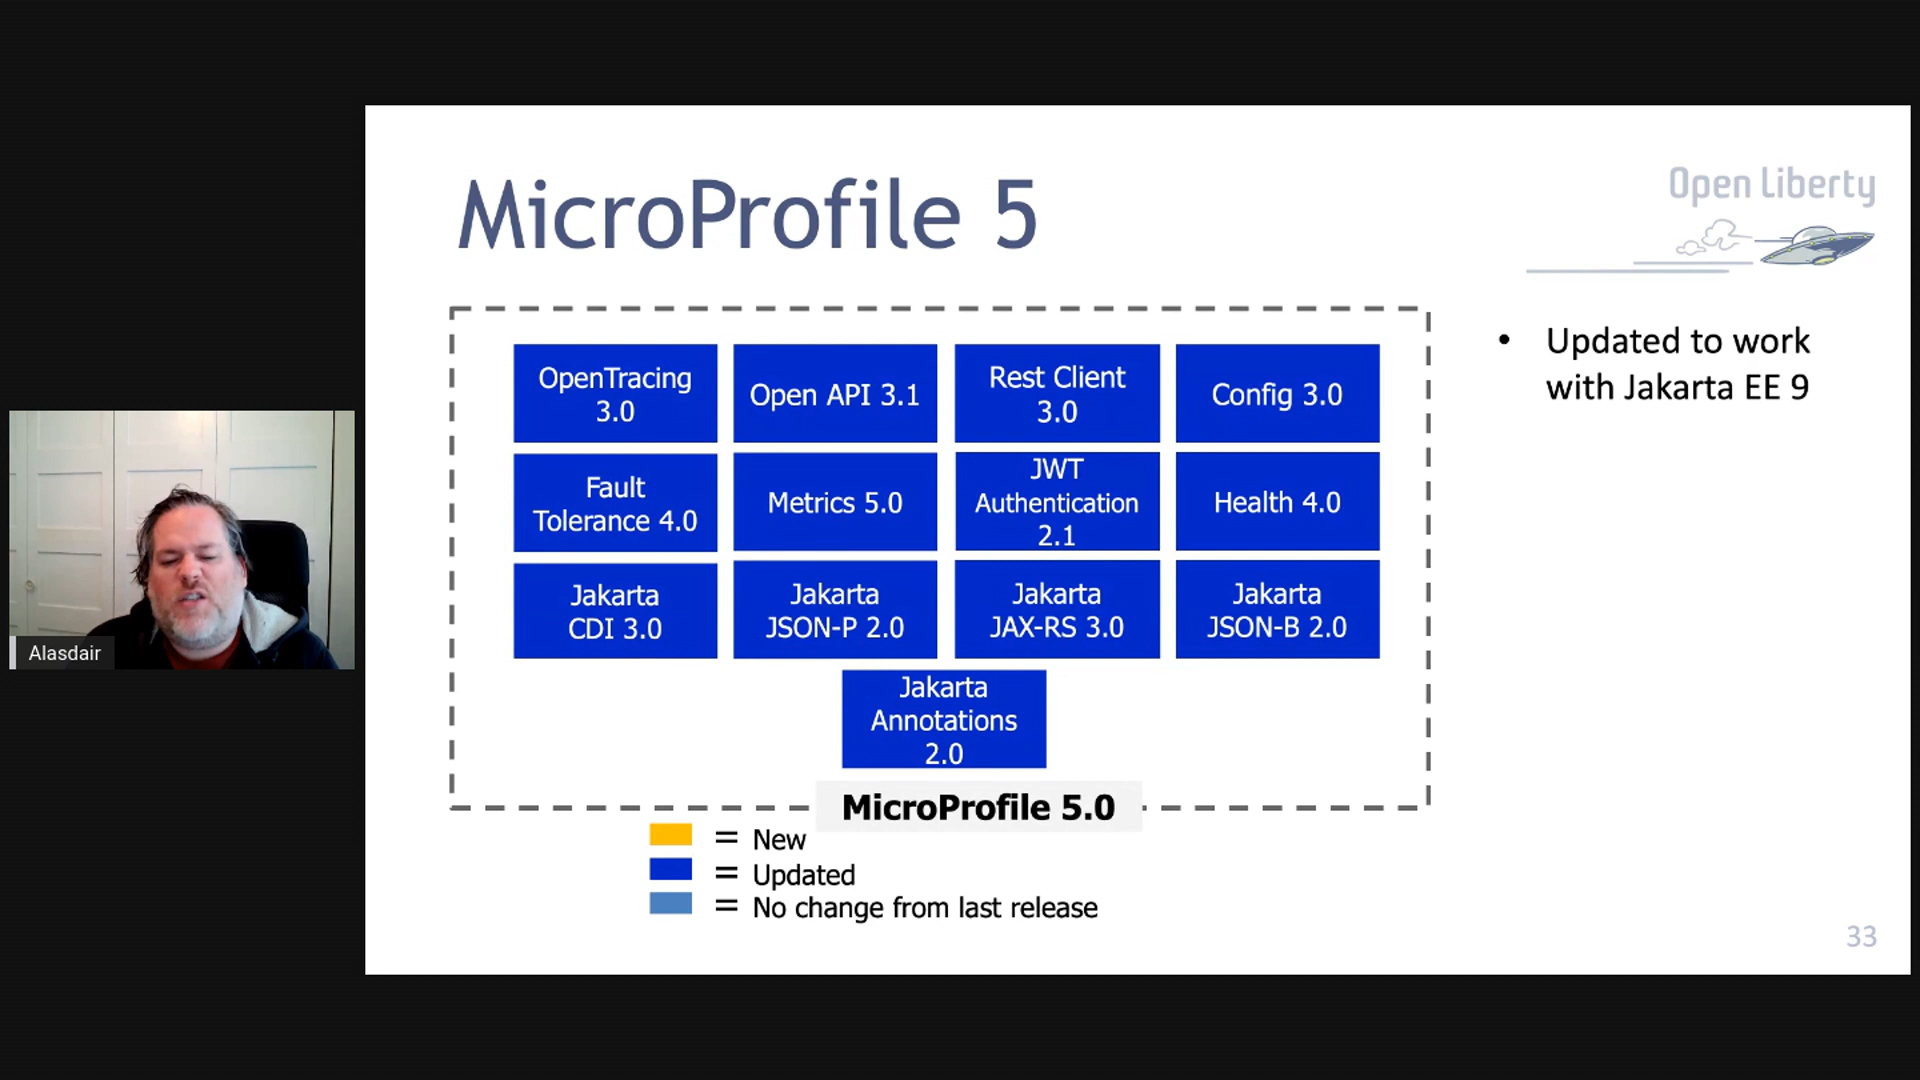 MicroProfile 5
Open Liberty
OpenTracing
3.0
Open API 3.1
Rest Client
3.0
Config 3.0
Fault
Tolerance 4.0
Metrics 5.0
JWT
Authentication
2.1
Health 4.0
Jakarta
CDI 3.0
Jakarta
JSON-P 2.0
Jakarta
JAX-RS 3.0
Jakarta
JSON-B 2.0
Jakarta
Annotations
2.0
MicroProfile 5.0
= New
= Updated
= No change from last release
• Updated to work
with Jakarta EE 9
Alasdair
33